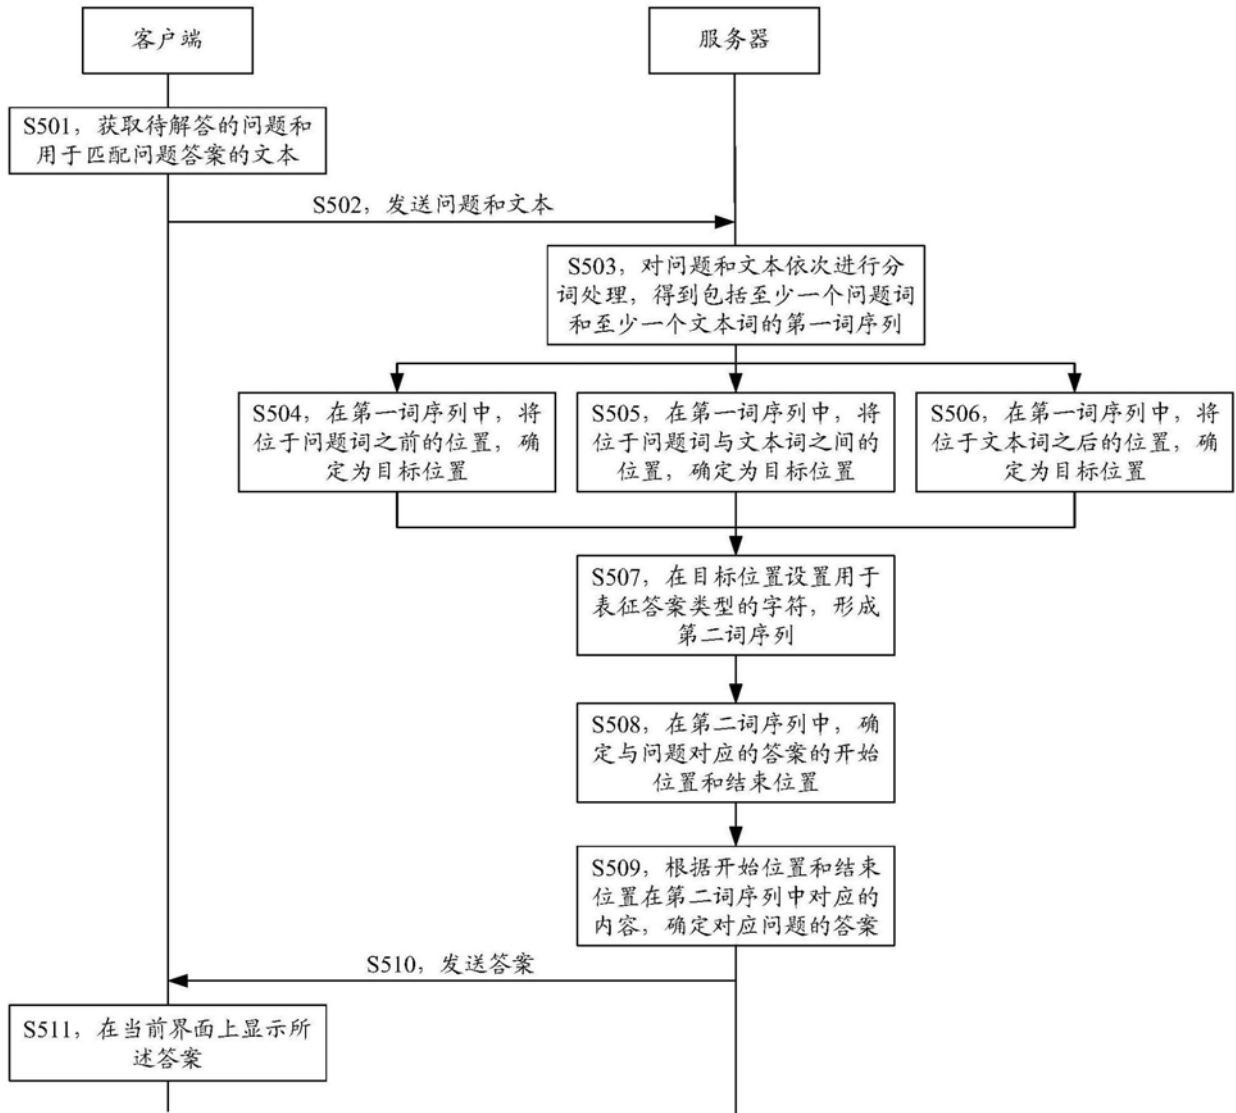 客户端
服务器
S501，获取待解答的问题和
用于匹配问题答案的文本
S502，发送问题和文本
S503，对问题和文本依次进行分
词处理，得到包括至少一个问题词
和至少一个文本词的第一词序列
S504，在第一词序列中，将
位于问题词之前的位置，确
定为目标位置
S505，在第一词序列中，将
位于问题词与文本词之间的
位置，确定为目标位置
S506，在第一词序列中，将
位于文本词之后的位置，确
定为目标位置
S507，在目标位置设置用于
表征答案类型的字符，形成
第二词序列
S508，在第二词序列中，确
定与问题对应的答案的开始
位置和结束位置
S509，根据开始位置和结束
位置在第二词序列中对应的
内容，确定对应问题的答案
S510，发送答案
S511，在当前界面上显示所
述答案